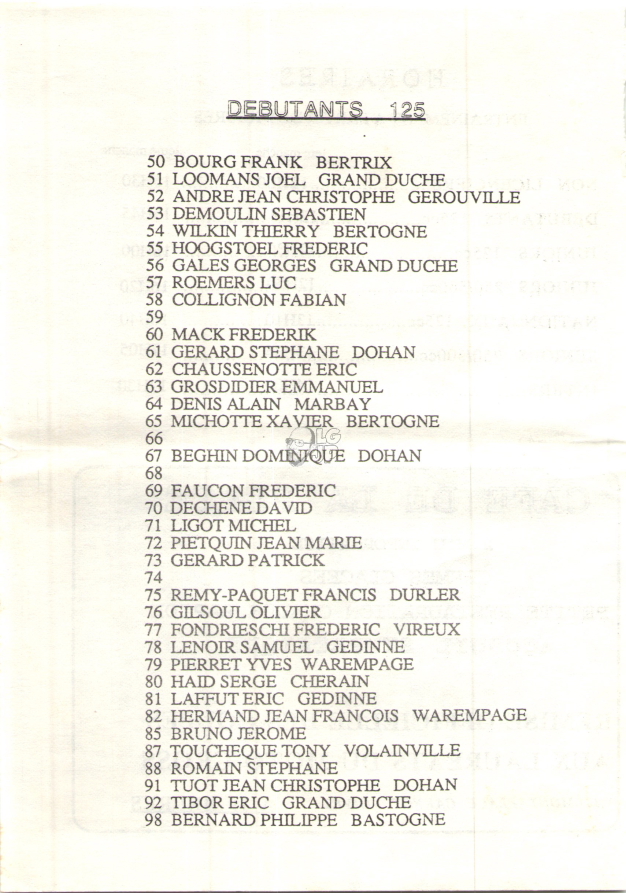 DEBUTANTS 125
50 BOURG FRANK BERTRIX
51 LOOMANS JOEL GRAND DUCHE
52 ANDRE JEAN CHRISTOPHE GEROUVILLE
53 DEMOULIN SEBASTIEN
54 WILKIN THIERRY BERTOGNE
55 HOOGSTOEL FREDERIC
56 GALES GEORGES GRAND DUCHE
57 ROEMERS LUC
58 COLLIGNON FABIAN
59
60 MACK FREDERIK
61 GERARD STEPHANE DOHAN
62 CHAUSSENOTTE ERIC
63 GROSDIDIER EMMANUEL
64 DENIS ALAIN MARBAY
65 MICHOTTE XAVIER BERTOGNE
66
67 BEGHIN DOMINIQUE DOHAN
68
69 FAUCON FREDERIC
70 DECHENE DAVID
71 LIGOT MICHEL
72 PIETQUIN JEAN MARIE
73 GERARD PATRICK
74
75 REMY-PAQUET FRANCIS DURLER
76 GILSOUL OLIVIER
77 FONDRIESCHI FREDERIC VIREUX
78 LENOIR SAMUEL GEDINNE
79 PIERRET YVES WAREMPAGE
80 HAID SERGE CHERAIN
81 LAFFUT ERIC GEDINNE
82 HERMAND JEAN FRANCOIS WAREMPAGE
85 BRUNO JEROME
87 TOUCHEQUE TONY VOLAINVILLE
88 ROMAIN STEPHANE
91 TUOT JEAN CHRISTOPHE DOHAN
92 TIBOR ERIC GRAND DUCHE
98 BERNARD PHILIPPE BASTOGNE